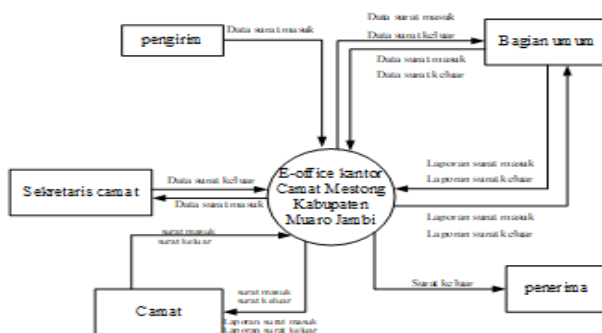 Data surat masuk
Data surat keluar
Data surat masuk
Data surat keluar
pengirim
Data surat masuk
Bagian umum
E-office kantor
Camat Mestong
Kabupaten
Muaro Jambi
Laporan surat masuk
Laporan surat keluar
Laporan surat masuk
Laporan surat keluar
Sekretaris camat
Data surat keluar
Data surat masuk
surat masuk
surat keluar
surat masuk
surat keluar
Laporan surat masuk
Laporan surat keluar
Camat
Surat keluar
penerima